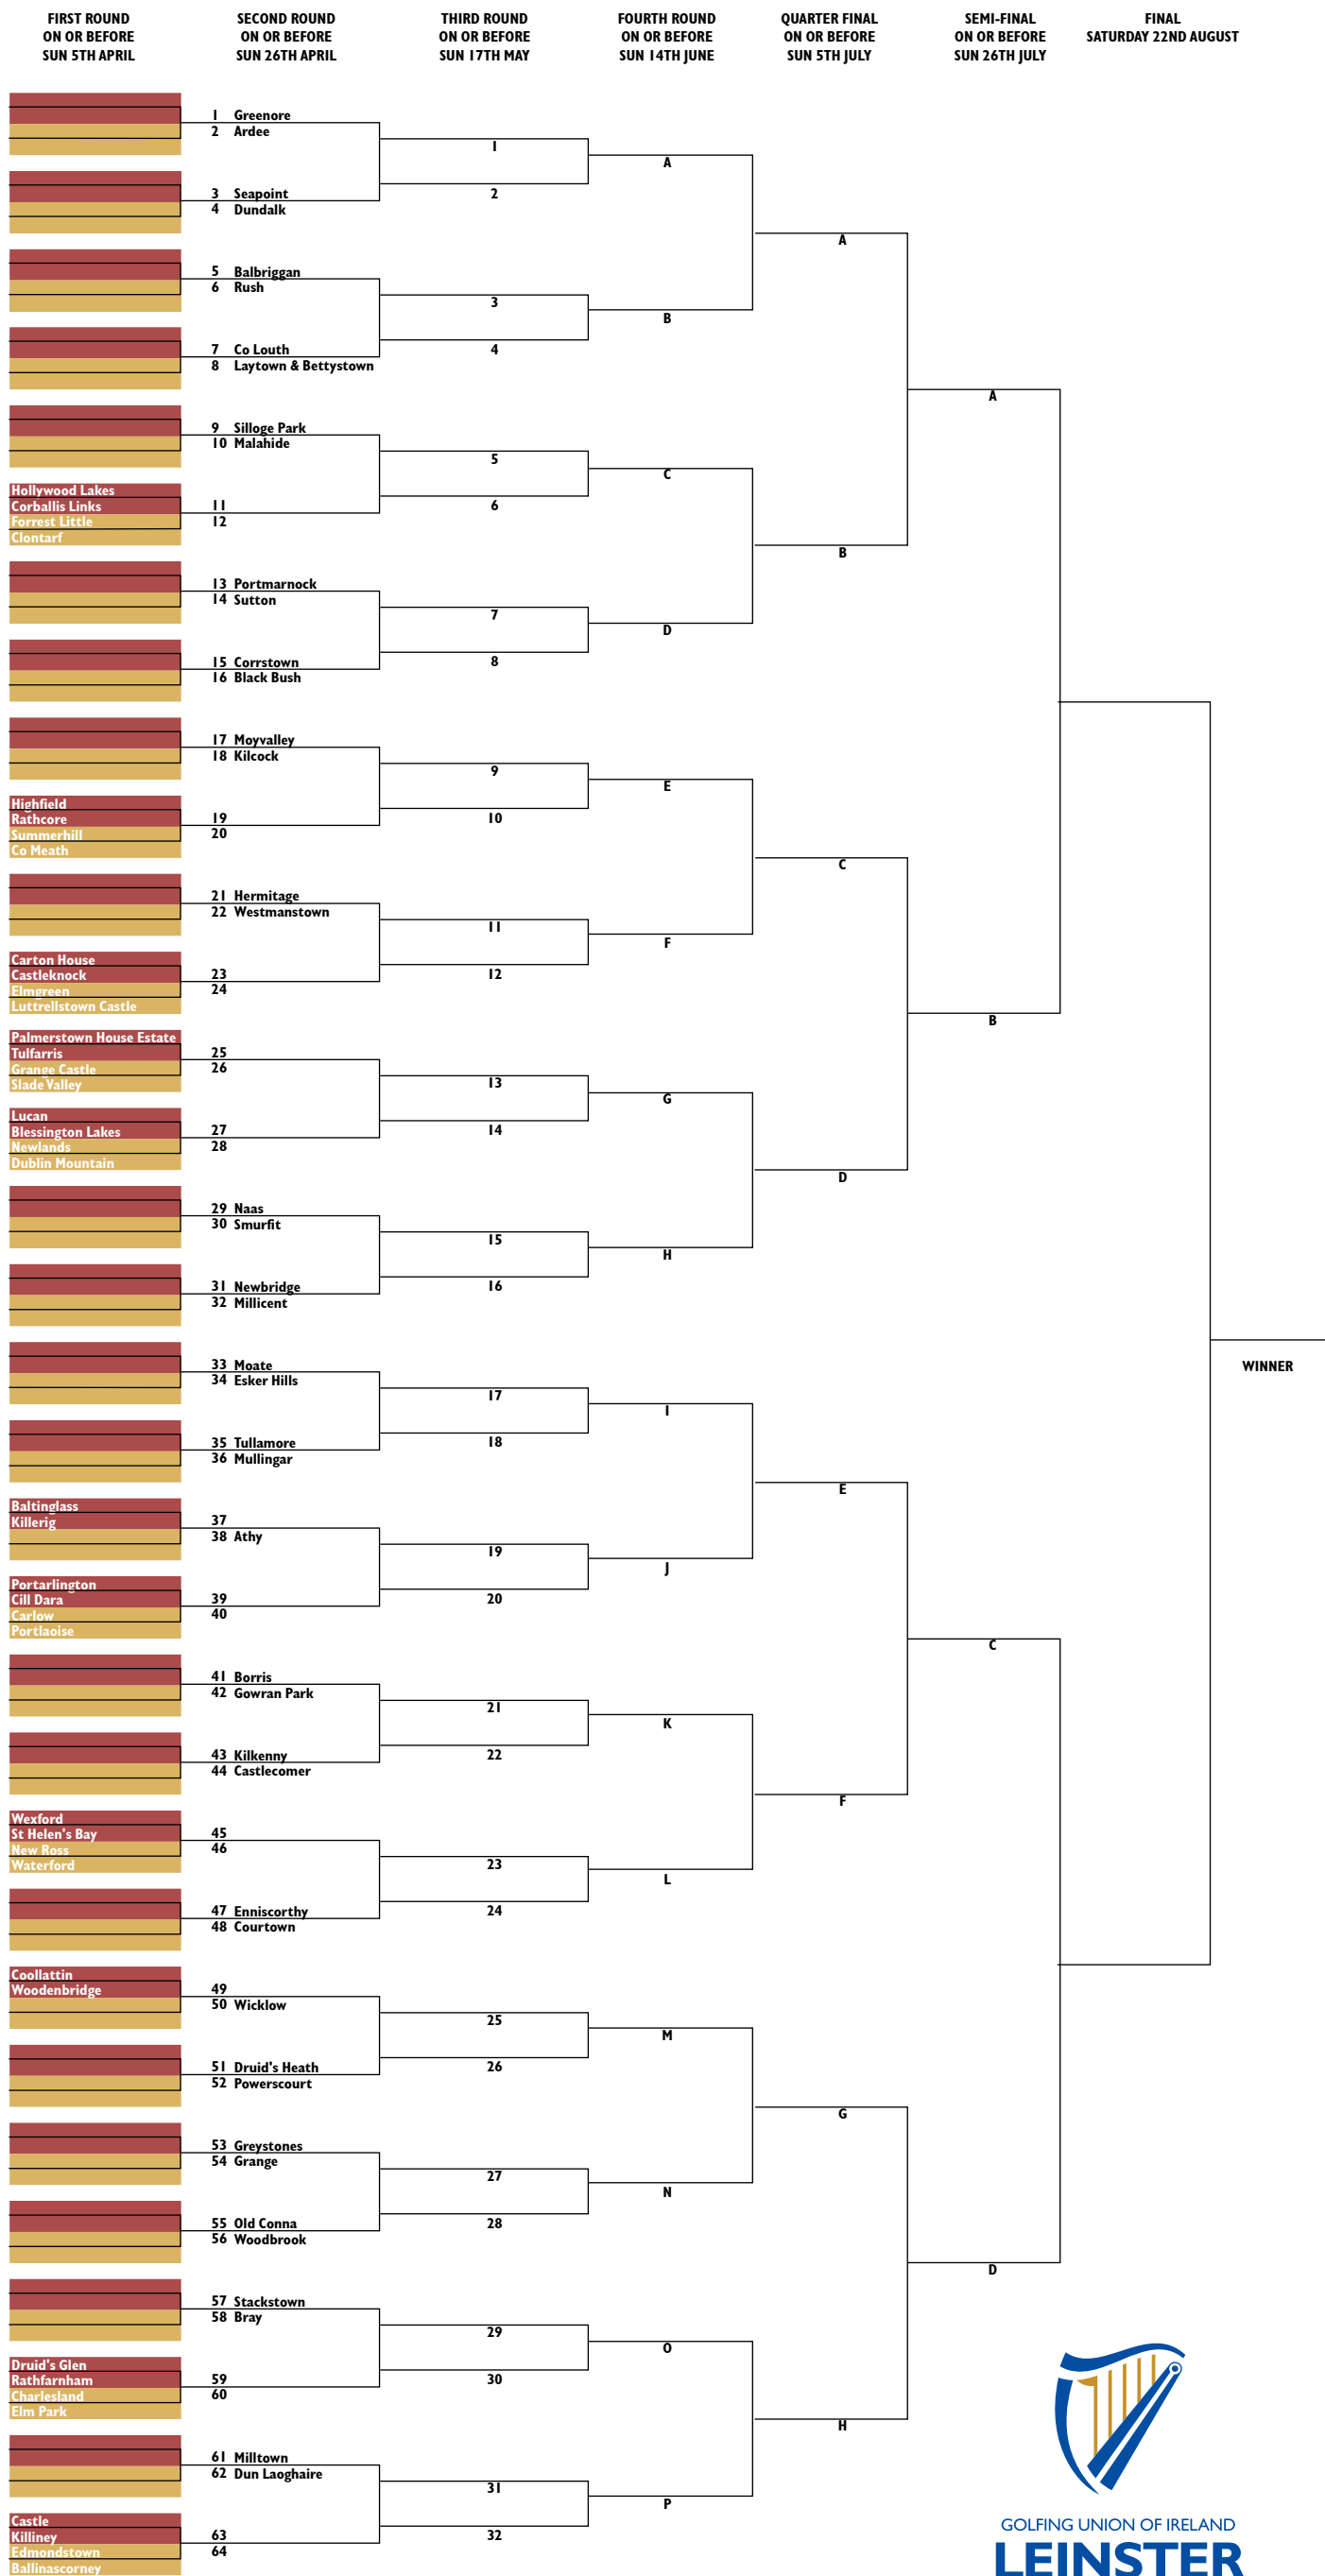 FIRST ROUND
ON OR BEFORE
SUN 5TH APRIL
SECOND ROUND
ON OR BEFORE
SUN 26TH APRIL
THIRD ROUND
ON OR BEFORE
SUN 17TH MAY
FOURTH ROUND
ON OR BEFORE
SUN 14TH JUNE
QUARTER FINAL
ON OR BEFORE
SUN 5TH JULY
SEMI-FINAL
ON OR BEFORE
SUN 26TH JULY
FINAL
SATURDAY 22ND AUGUST
Hollywood Lakes
Corballis Links
Forrest Little
Clontarf
Highfield
Rathcore
Summerhill
Co Meath
Carton House
Castleknock
Elmgreen
Luttrellstown Castle
Palmerstown House Estate
Tulfarris
Grange Castle
Slade Valley
Lucan
Blessington Lakes
Newlands
Dublin Mountain
Baltinglass
Killerig
Portarlington
Cill Dara
Carlow
Portlaoise
Wexford
St Helen's Bay
New Ross
Waterford
Coollattin
Woodenbridge
Druid's Glen
Rathfarnham
Charlesland
Elm Park
Castle
Killiney
Edmondstown
Ballinascorney
1 Greenore
2 Ardee
3 Seapoint
4 Dundalk
5 Balbriggan
6 Rush
7 Co Louth
8 Laytown & Bettystown
9 Silloge Park
10 Malahide
11
12
13 Portmarnock
14 Sutton
15 Corrstown
16 Black Bush
17 Moyvalley
18 Kilcock
19
20
21 Hermitage
22 Westmanstown
23
24
25
26
27
28
29 Naas
30 Smurfit
31 Newbridge
32 Millicent
33 Moate
34 Esker Hills
35 Tullamore
36 Mullingar
37
38 Athy
39
40
41 Borris
42 Gowran Park
43 Kilkenny
44 Castlecomer
45
46
47 Enniscorthy
48 Courtown
49
50 Wicklow
51 Druid's Heath
52 Powerscourt
53 Greystones
54 Grange
55 Old Conna
56 Woodbrook
57 Stackstown
58 Bray
59
60
61 Milltown
62 Dun Laoghaire
63
64
1
2
3
4
5
6
7
8
9
10
11
12
13
14
15
16
17
18
19
20
21
22
23
24
25
26
27
28
29
30
31
32
A
B
C
D
E
F
G
H
I
J
K
L
M
N
O
P
A
B
C
D
E
F
G
H
A
B
C
D
WINNER
GOLFING UNION OF IRELAND
LEINSTER